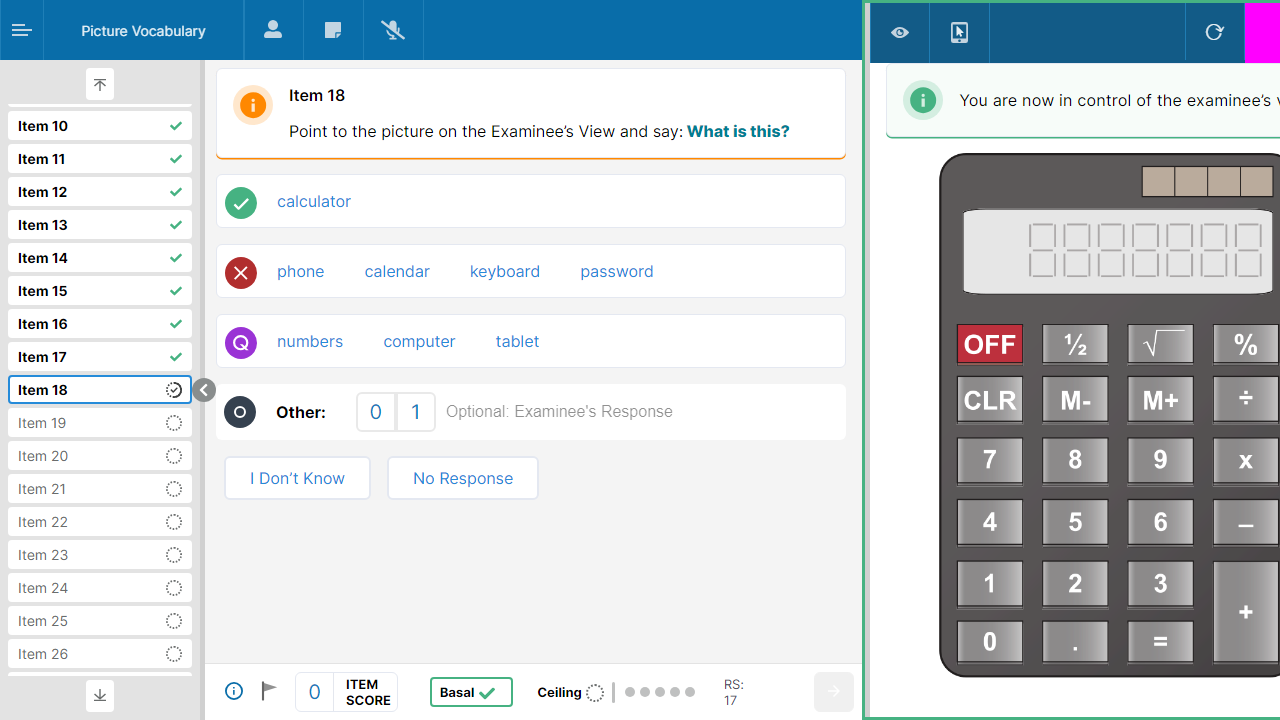 Picture Vocabulary
Item 10
Item 11
Item 12
Item 13
Item 14
Item 15
Item 16
Item 17
Item 18
Item 19
Item 20
Item 21
Item 22
Item 23
Item 24
Item 25
Item 26
Item 18
Point to the picture on the Examinee’s View and say: What is this?
calculator
phone calendar keyboard password
Q numbers computer tablet
O Other: 0 1 Optional: Examinee's Response
I Don’t Know No Response
0 ITEM SCORE
Basal
Ceiling
RS: 17
You are now in control of the examinee’s
OFF ½ √ %
CLR M- M+ ÷
7 8 9 x
4 5 6 –
1 2 3 +
0 . =